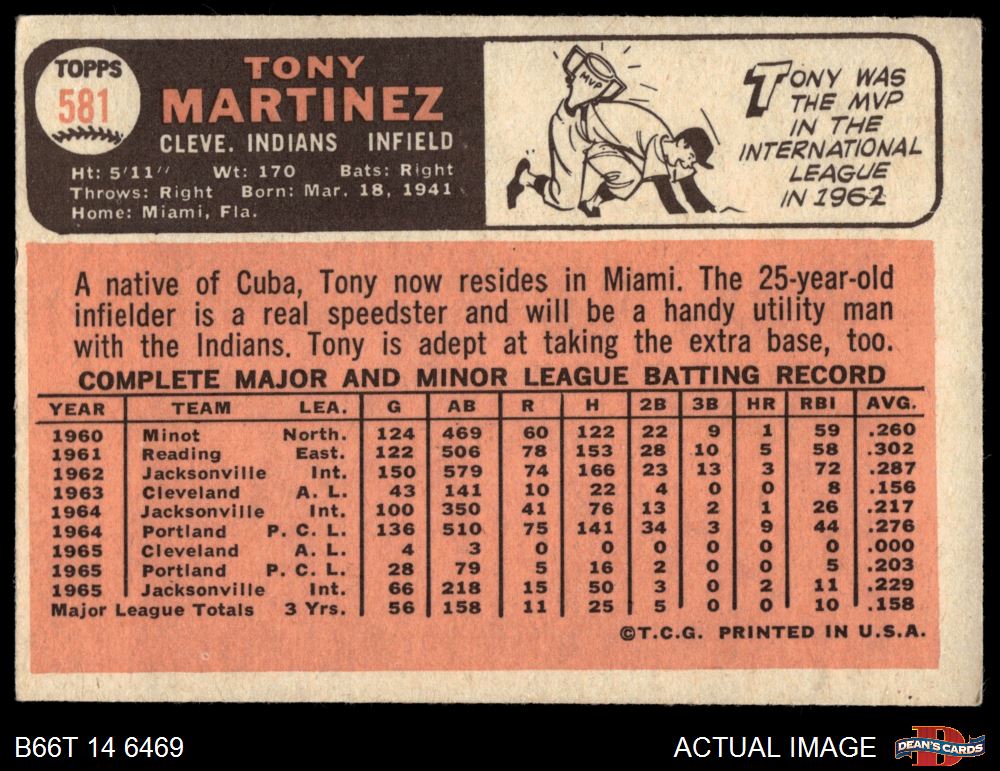 TOPPS
581
TONY
MARTINEZ
CLEVE. INDIANS INFIELD
Ht: 5'11" Wt: 170 Bats: Right
Throws: Right Born: Mar. 18, 1941
Home: Miami, Fla.
MVP
TONY WAS
THE MVP
IN THE
INTERNATIONAL
LEAGUE
IN 1962
A native of Cuba, Tony now resides in Miami. The 25-year-old
infielder is a real speedster and will be a handy utility man
with the Indians. Tony is adept at taking the extra base, too.
COMPLETE MAJOR AND MINOR LEAGUE BATTING RECORD
YEAR TEAM LEA. G AB R H 2B 3B HR RBI AVG.
1960 Minot North. 124 469 60 122 22 9 1 59 .260
1961 Reading East. 122 506 78 153 28 10 5 58 .302
1962 Jacksonville Int. 150 579 74 166 23 13 3 72 .287
1963 Cleveland A. L. 43 141 10 22 4 0 0 8 .156
1964 Jacksonville Int. 100 350 41 76 13 2 1 26 .217
1964 Portland P. C. L. 136 510 75 141 34 3 9 44 .276
1965 Cleveland A. L. 4 3 0 0 0 0 0 0 .000
1965 Portland P. C. L. 28 79 5 16 2 0 0 5 .203
1965 Jacksonville Int. 66 218 15 50 3 0 2 11 .229
Major League Totals 3 Yrs. 56 158 11 25 5 0 0 10 .158
©T.C.G. PRINTED IN U.S.A.
B66T 14 6469
ACTUAL IMAGE
D
DEAN'S CARDS